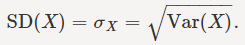 SD(X) = σ_X = √Var(X).